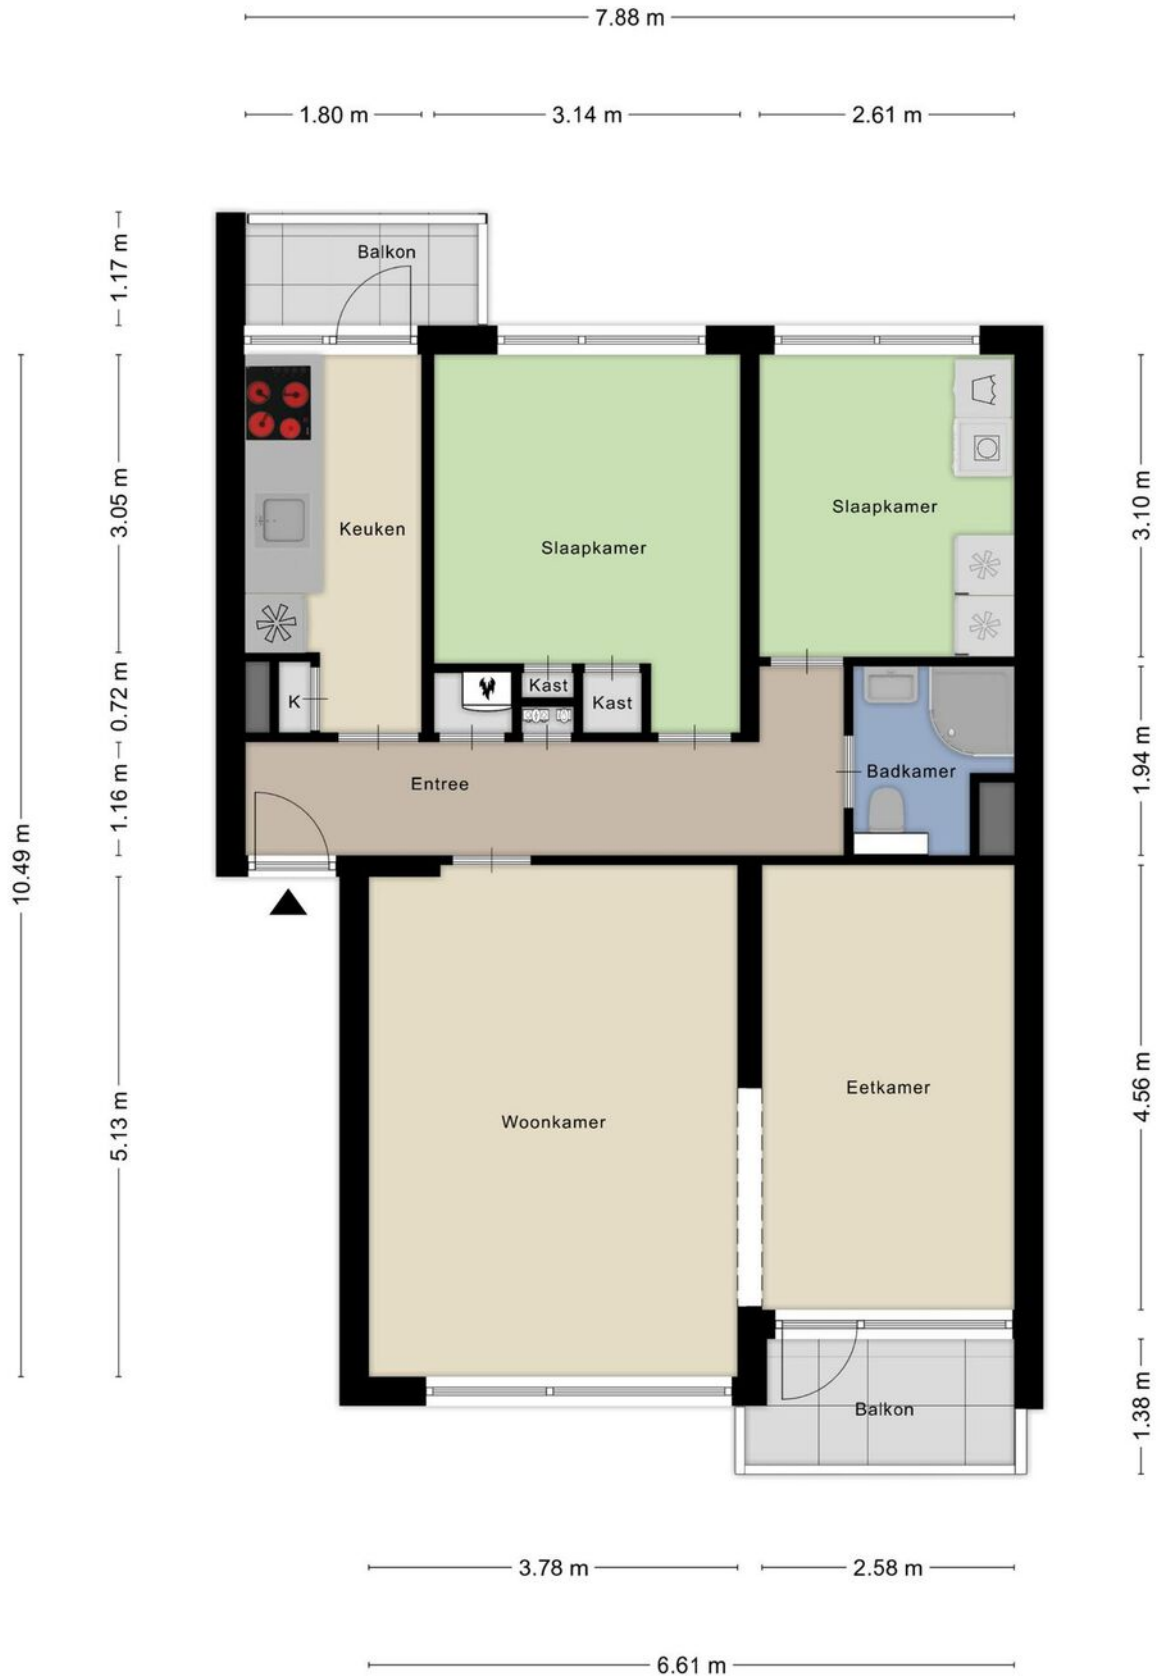 7.88 m
1.80 m
3.14 m
2.61 m
1.17 m
Balkon
10.49 m
3.05 m
3.10 m
Keuken
Slaapkamer
Slaapkamer
0.72 m
K
Kast
Kast
1.16 m
Entree
Badkamer
1.94 m
5.13 m
Woonkamer
Eetkamer
4.56 m
Balkon
1.38 m
3.78 m
2.58 m
6.61 m